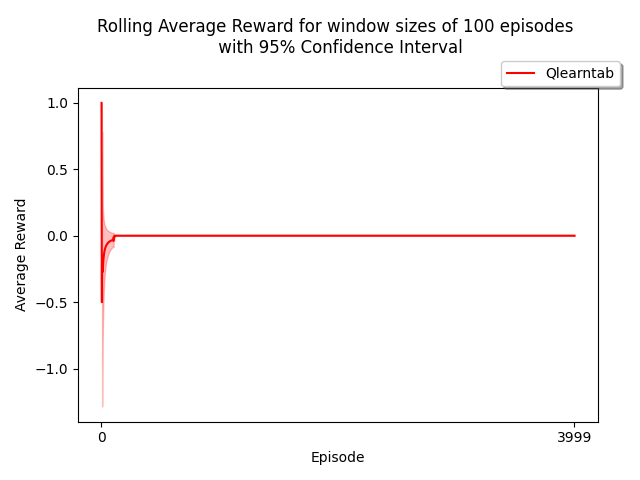 Rolling Average Reward for window sizes of 100 episodes
with 95% Confidence Interval
Qlearntab
1.0
0.5
0.0
−0.5
−1.0
Average Reward
0
3999
Episode